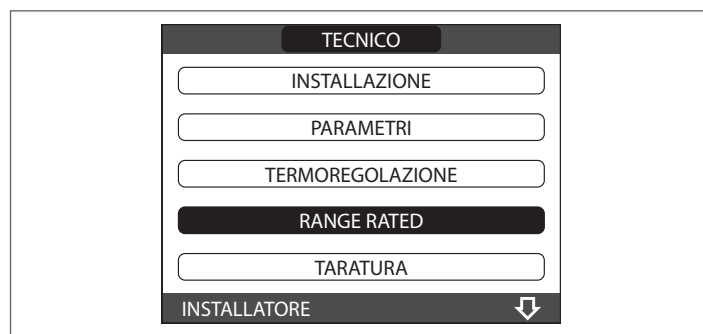 TECNICO
INSTALLAZIONE
PARAMETRI
TERMOREGOLAZIONE
RANGE RATED
TARATURA
INSTALLATORE